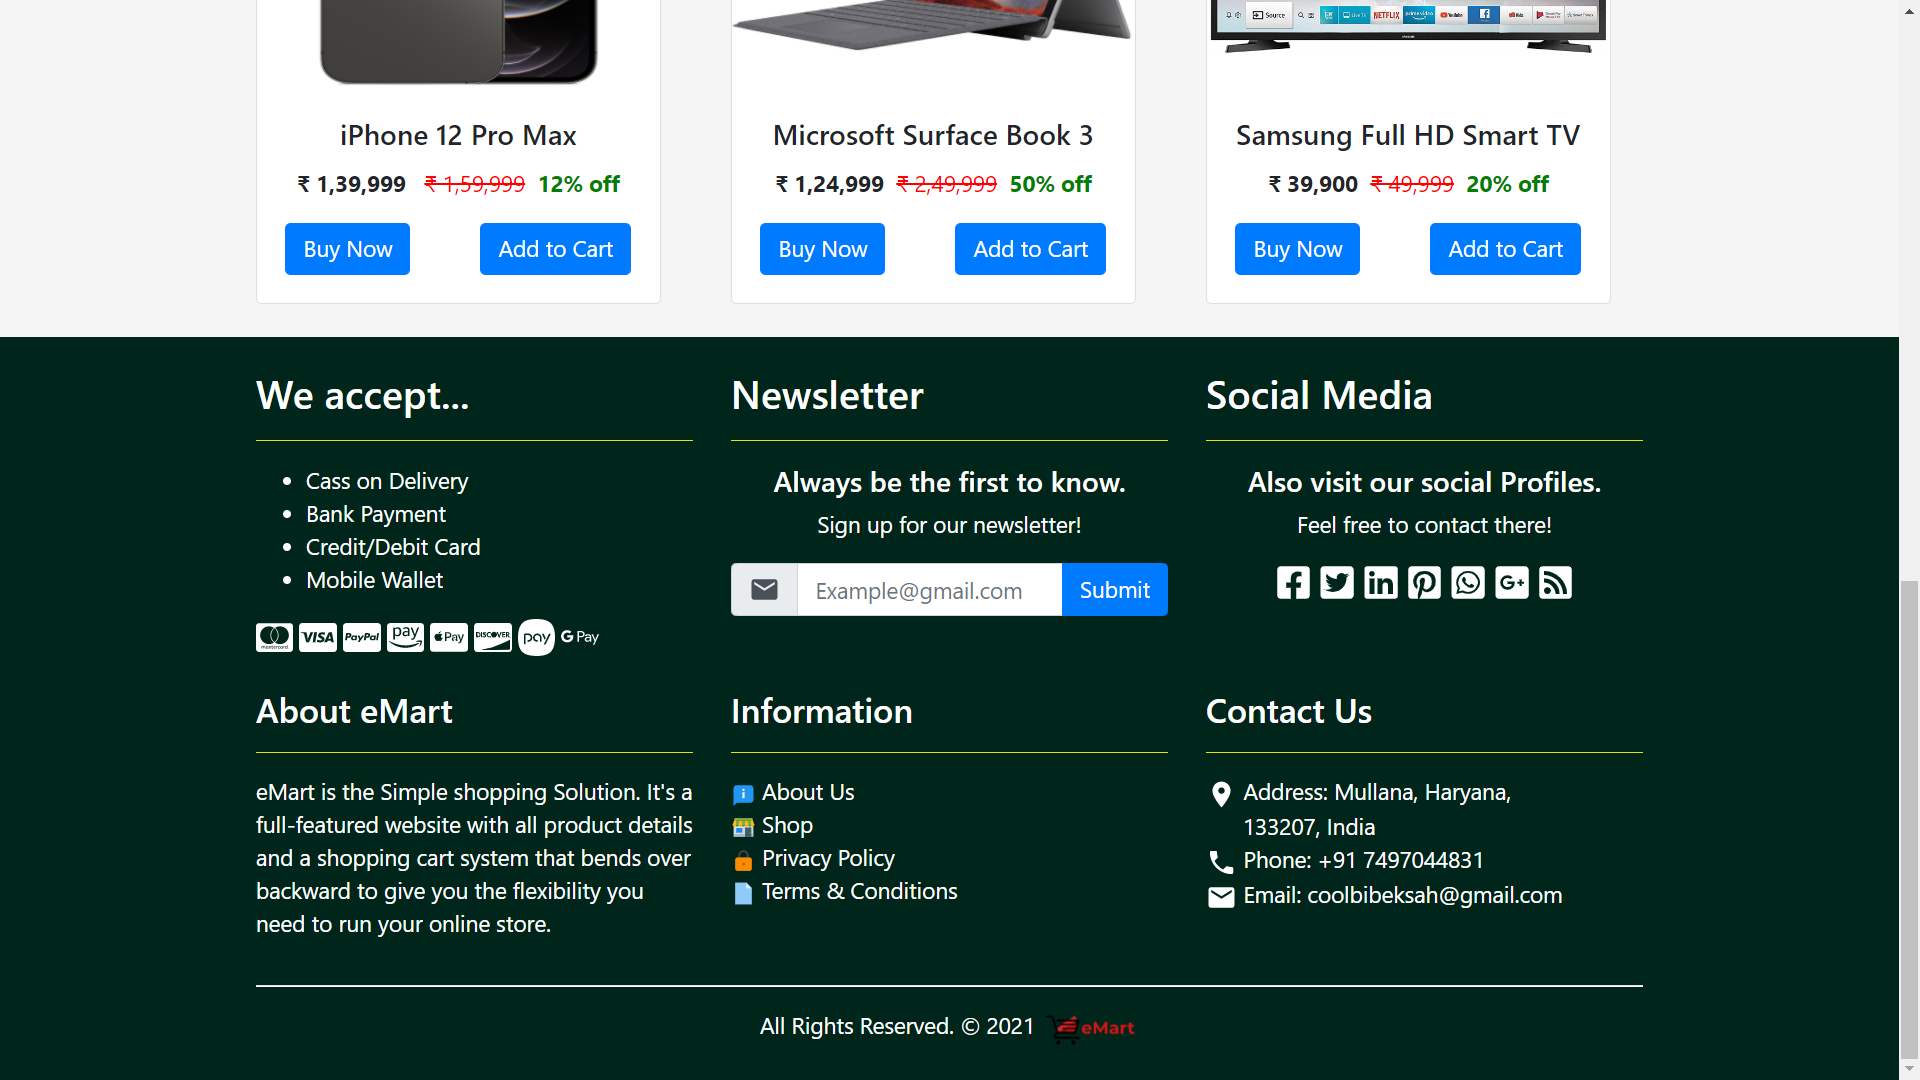 Source
Live TV
NETFLIX
prime video
YouTube
iPhone 12 Pro Max
₹ 1,39,999 ₹ 1,59,999 12% off
Buy Now Add to Cart
Microsoft Surface Book 3
₹ 1,24,999 ₹ 2,49,999 50% off
Buy Now Add to Cart
Samsung Full HD Smart TV
₹ 39,900 ₹ 49,999 20% off
Buy Now Add to Cart
We accept...
Cass on Delivery
Bank Payment
Credit/Debit Card
Mobile Wallet
mastercard VISA PayPal pay Pay DISCOVER pay G Pay
Newsletter
Always be the first to know.
Sign up for our newsletter!
Example@gmail.com Submit
Social Media
Also visit our social Profiles.
Feel free to contact there!
About eMart
eMart is the Simple shopping Solution. It's a
full-featured website with all product details
and a shopping cart system that bends over
backward to give you the flexibility you
need to run your online store.
Information
About Us
Shop
Privacy Policy
Terms & Conditions
Contact Us
Address: Mullana, Haryana,
133207, India
Phone: +91 7497044831
Email: coolbibeksah@gmail.com
All Rights Reserved. © 2021 eMart